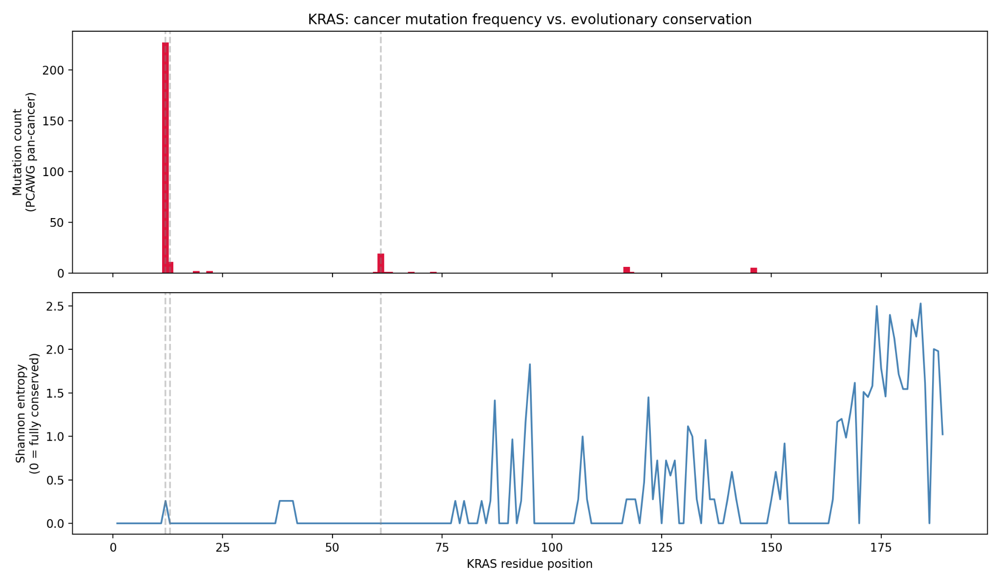 KRAS: cancer mutation frequency vs. evolutionary conservation
Mutation count
(PCAWG pan-cancer)
200
150
100
50
0
Shannon entropy
(0 = fully conserved)
2.5
2.0
1.5
1.0
0.5
0.0
0 25 50 75 100 125 150 175
KRAS residue position